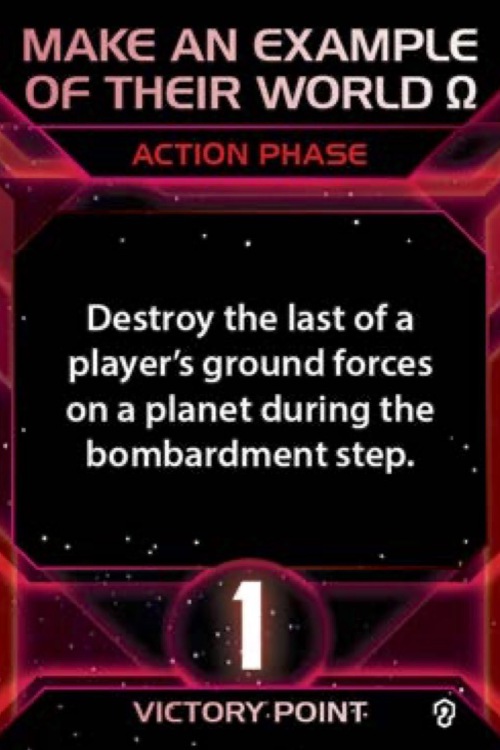 MAKE AN EXAMPLE
OF THEIR WORLD Ω
ACTION PHASE
Destroy the last of a
player's ground forces
on a planet during the
bombardment step.
1
VICTORY POINT